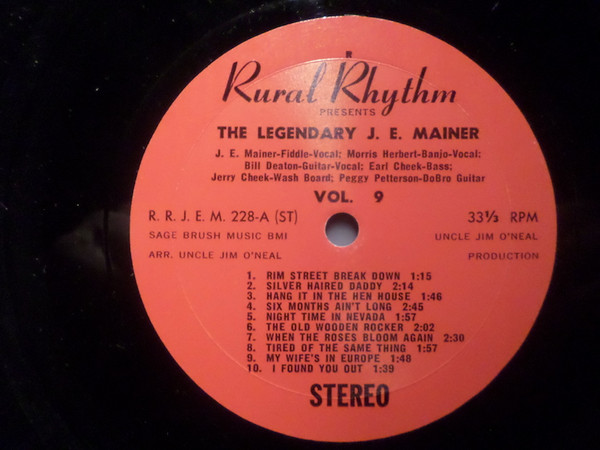 R
Rural Rhythm
PRESENTS
THE LEGENDARY J. E. MAINER
J. E. Mainer-Fiddle-Vocal; Morris Herbert-Banjo-Vocal;
Bill Deaton-Guitar-Vocal; Earl Cheek-Bass;
Jerry Cheek-Wash Board; Peggy Petterson-DoBro Guitar
VOL. 9
R. R. J. E. M. 228-A (ST) 33⅓ RPM
SAGE BRUSH MUSIC BMI UNCLE JIM O'NEAL
ARR. UNCLE JIM O'NEAL PRODUCTION
1. RIM STREET BREAK DOWN 1:15
2. SILVER HAIRED DADDY 2:14
3. HANG IT IN THE HEN HOUSE 1:46
4. SIX MONTHS AIN'T LONG 2:45
5. NIGHT TIME IN NEVADA 1:57
6. THE OLD WOODEN ROCKER 2:02
7. WHEN THE ROSES BLOOM AGAIN 2:30
8. TIRED OF THE SAME THING 1:57
9. MY WIFE'S IN EUROPE 1:48
10. I FOUND YOU OUT 1:39
STEREO